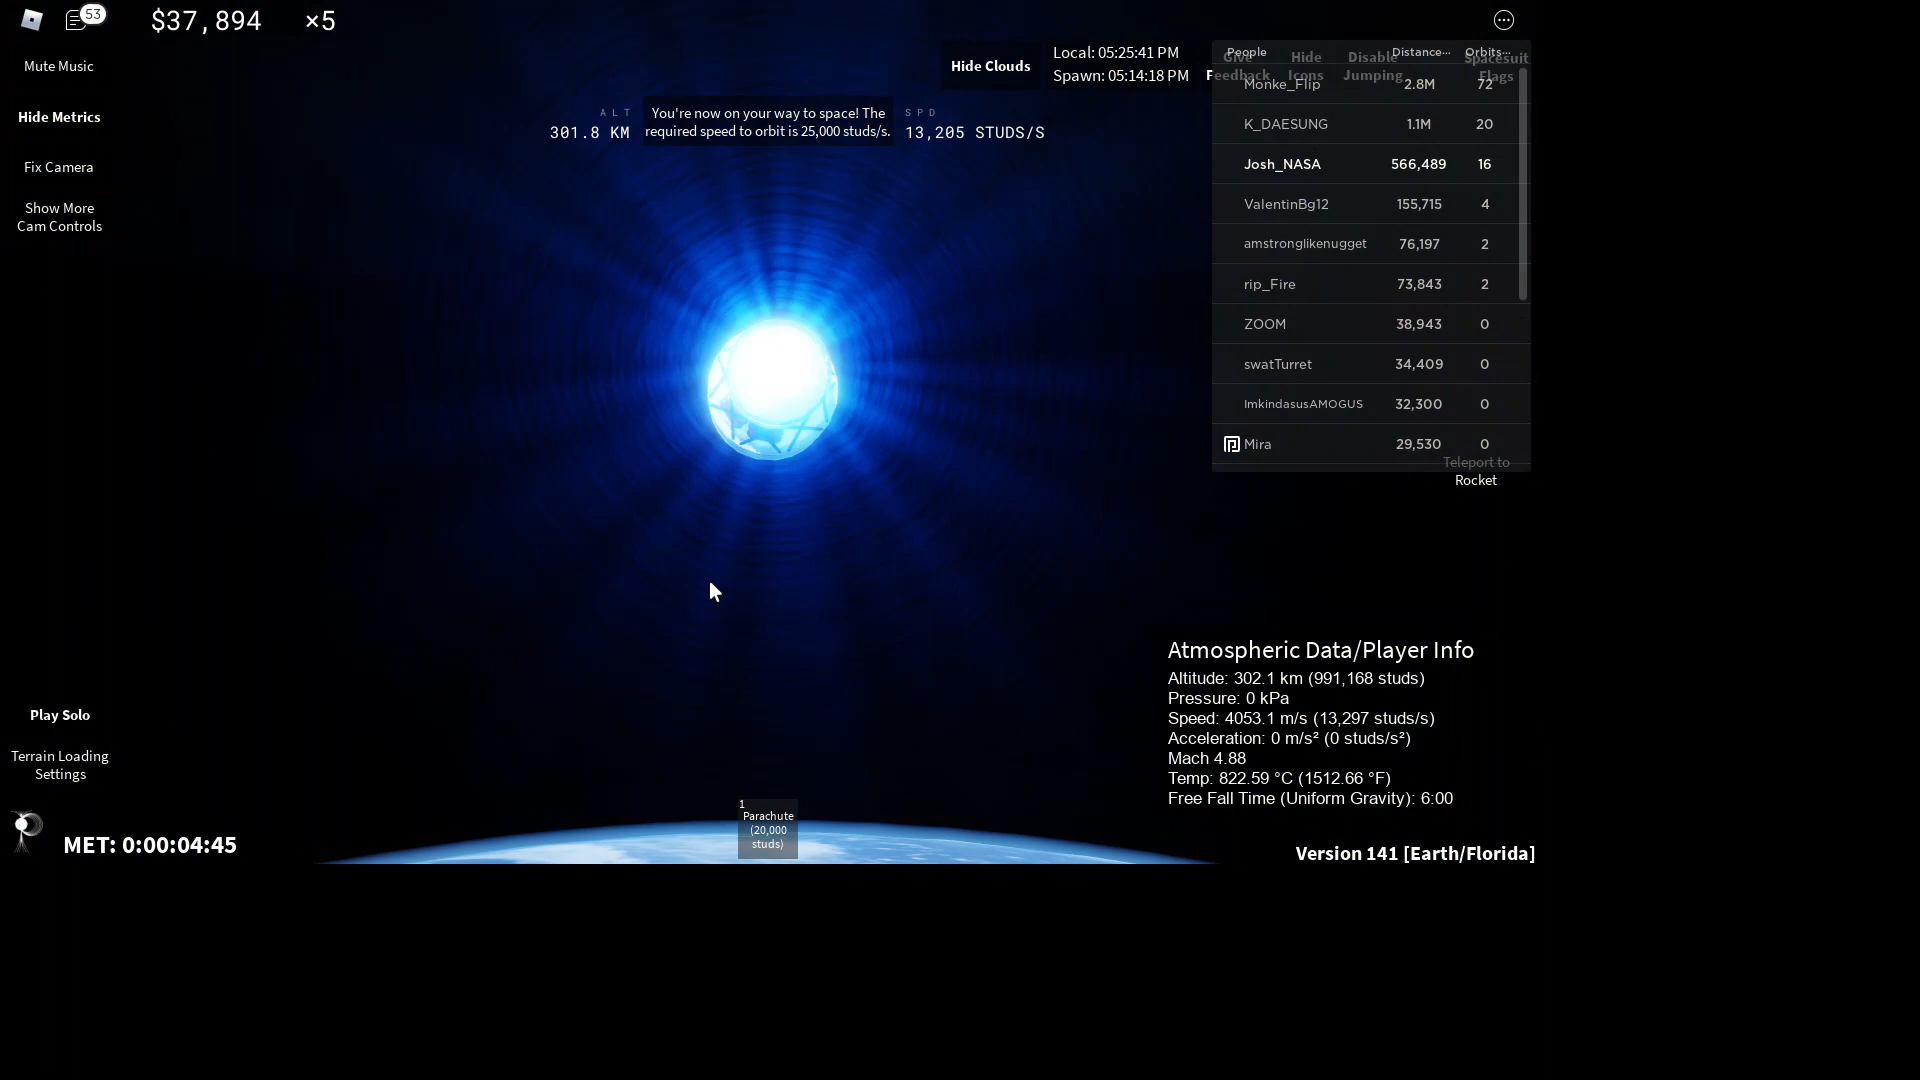 53
$37,894 ×5
Mute Music
Hide Metrics
Fix Camera
Show More
Cam Controls
Hide Clouds
Local: 05:25:41 PM
Spawn: 05:14:18 PM
Give
Feedback
Hide
Icons
Disable
Jumping
Spacesuit
Flags
ALT
301.8 KM
You're now on your way to space! The
required speed to orbit is 25,000 studs/s.
SPD
13,205 STUDS/S
People Distance... Orbits...
Monke_Flip 2.8M 72
K_DAESUNG 1.1M 20
Josh_NASA 566,489 16
ValentinBg12 155,715 4
amstronglikenugget 76,197 2
rip_Fire 73,843 2
ZOOM 38,943 0
swatTurret 34,409 0
ImkindasusAMOGUS 32,300 0
Mira 29,530 0
Teleport to
Rocket
Atmospheric Data/Player Info
Altitude: 302.1 km (991,168 studs)
Pressure: 0 kPa
Speed: 4053.1 m/s (13,297 studs/s)
Acceleration: 0 m/s² (0 studs/s²)
Mach 4.88
Temp: 822.59 °C (1512.66 °F)
Free Fall Time (Uniform Gravity): 6:00
Play Solo
Terrain Loading
Settings
1
Parachute
(20,000
studs)
MET: 0:00:04:45
Version 141 [Earth/Florida]